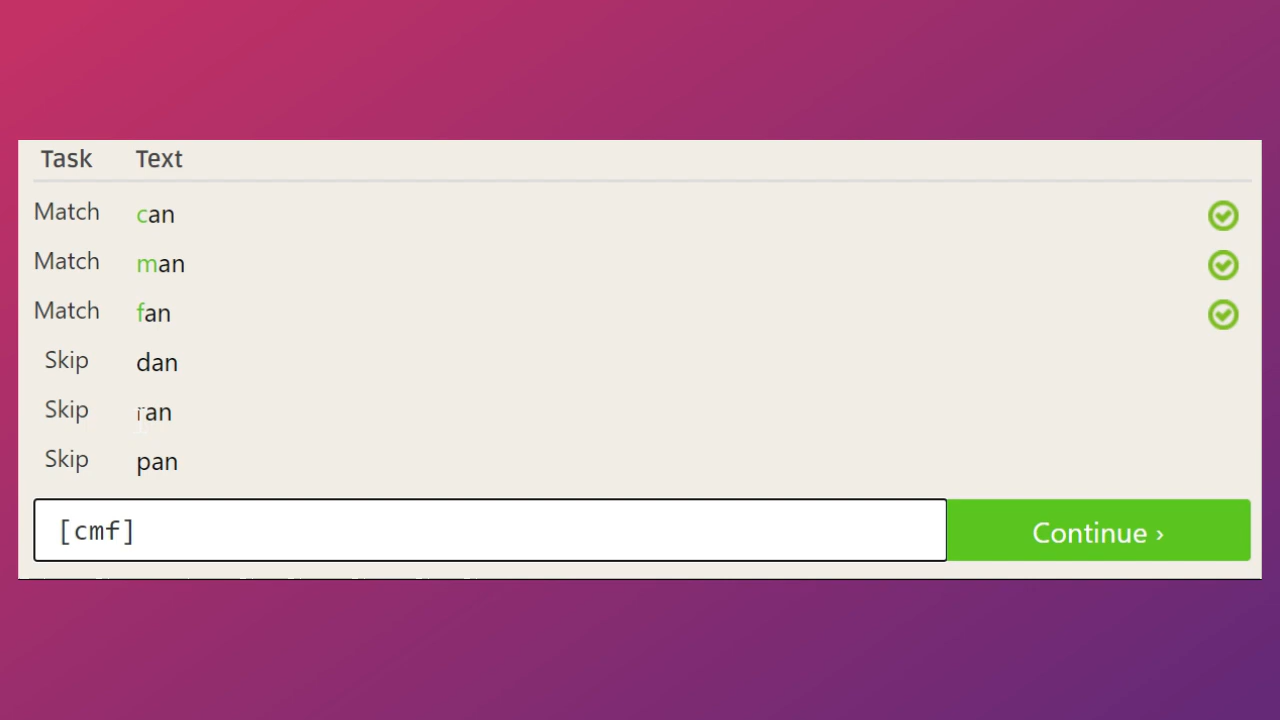 Task Text
Match can
Match man
Match fan
Skip dan
Skip ran
Skip pan
[cmf] Continue ›